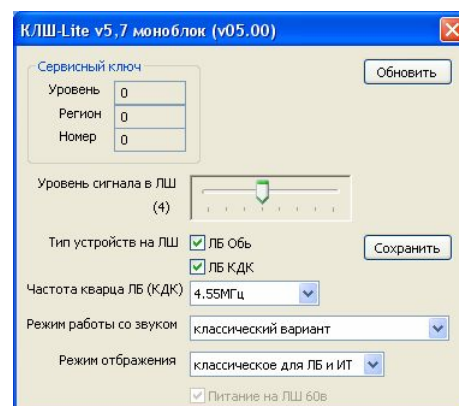 КЛШ-Lite v5,7 моноблок (v05.00)
Сервисный ключ
Обновить
Уровень 0
Регион 0
Номер 0
Уровень сигнала в ЛШ
(4)
Тип устройств на ЛШ ЛБ Обь Сохранить
ЛБ КДК
Частота кварца ЛБ (КДК) 4.55МГц
Режим работы со звуком классический вариант
Режим отбражения классическое для ЛБ и ИТ
Питание на ЛШ 60в